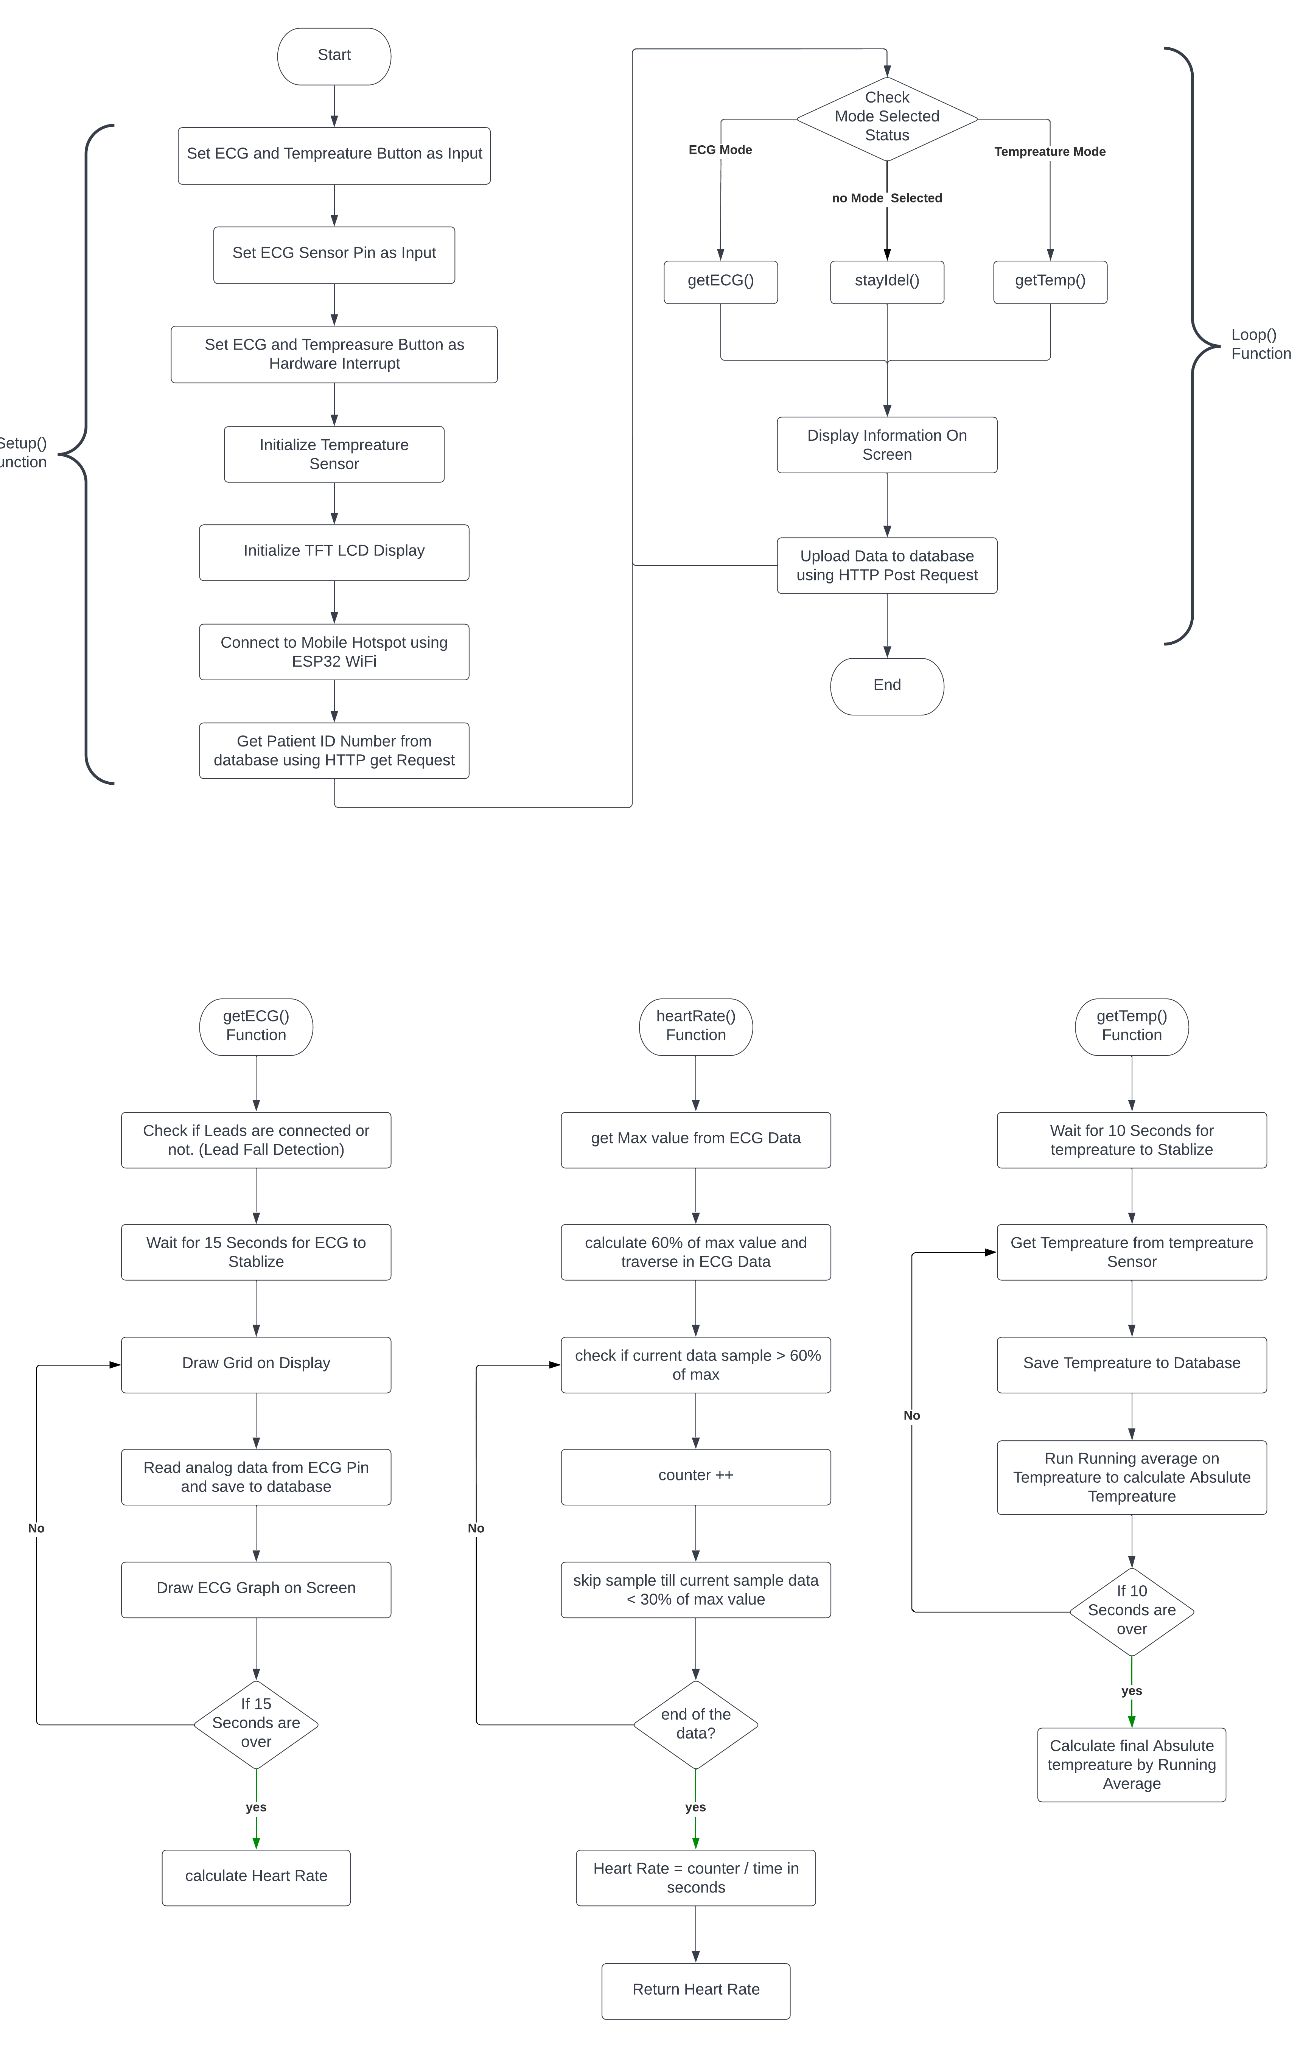 Start
Set ECG and Tempreature Button as Input
Set ECG Sensor Pin as Input
Set ECG and Tempreasure Button as
Hardware Interrupt
Initialize Tempreature
Sensor
Initialize TFT LCD Display
Connect to Mobile Hotspot using
ESP32 WiFi
Get Patient ID Number from
database using HTTP get Request
Setup()
unction
Check
Mode Selected
Status
ECG Mode
no Mode Selected
Tempreature Mode
getECG()
stayIdel()
getTemp()
Display Information On
Screen
Upload Data to database
using HTTP Post Request
End
Loop()
Function
getECG()
Function
Check if Leads are connected or
not. (Lead Fall Detection)
Wait for 15 Seconds for ECG to
Stablize
Draw Grid on Display
Read analog data from ECG Pin
and save to database
No
Draw ECG Graph on Screen
If 15
Seconds are
over
yes
calculate Heart Rate
heartRate()
Function
get Max value from ECG Data
calculate 60% of max value and
traverse in ECG Data
check if current data sample > 60%
of max
counter ++
No
skip sample till current sample data
< 30% of max value
end of the
data?
yes
Heart Rate = counter / time in
seconds
Return Heart Rate
getTemp()
Function
Wait for 10 Seconds for
tempreature to Stablize
Get Tempreature from tempreature
Sensor
Save Tempreature to Database
No
Run Running average on
Tempreature to calculate Absulute
Tempreature
If 10
Seconds are
over
yes
Calculate final Absulute
tempreature by Running
Average